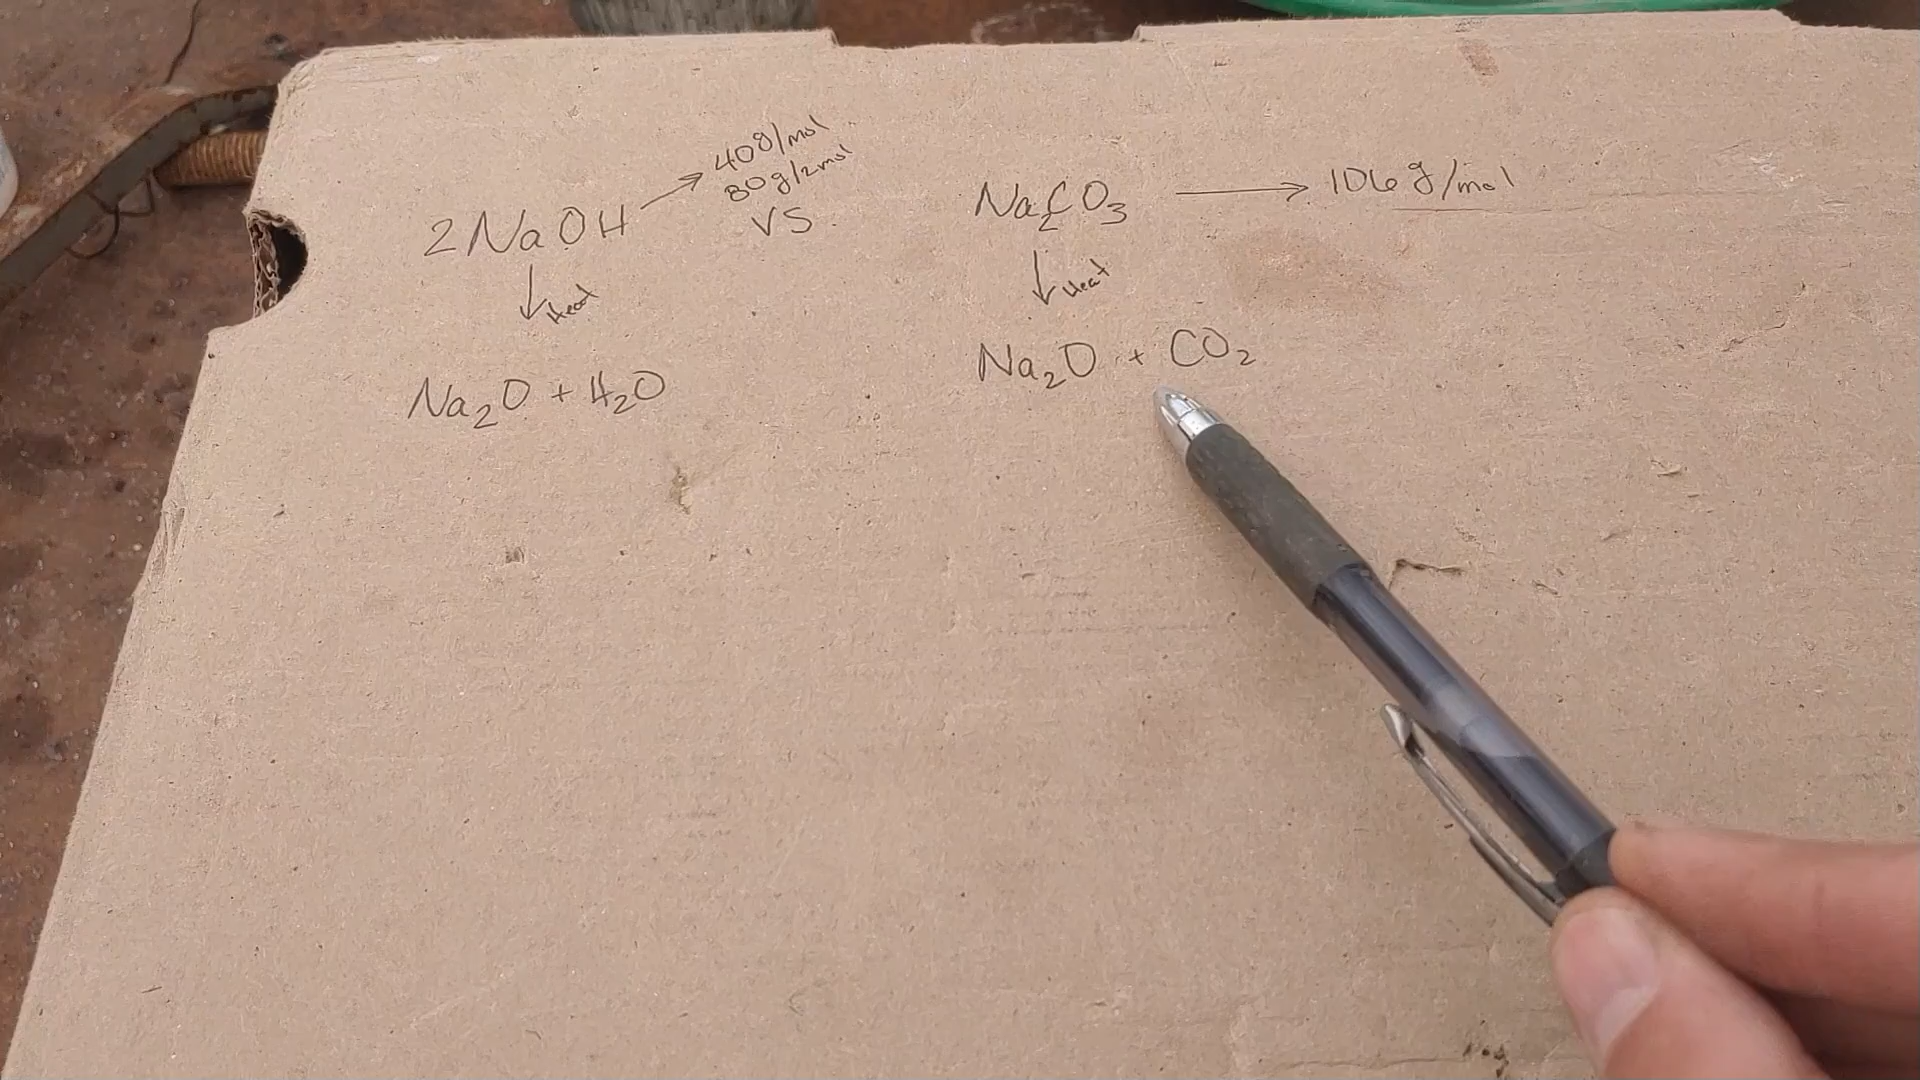 40g/mol
80g/2mol
VS.
2NaOH
Heat
Na2O + H2O
Na2CO3
106g/mol
Heat
Na2O + CO2